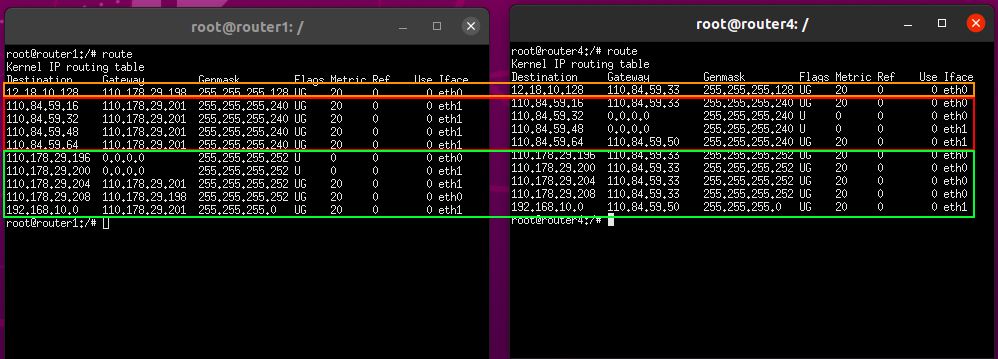 root@router1: /
root@router1:/# route
Kernel IP routing table
Destination Gateway Genmask Flags Metric Ref Use Iface
12.18.10.128 110.178.29.198 255.255.255.128 UG 20 0 0 eth0
110.84.59.16 110.178.29.201 255.255.255.240 UG 20 0 0 eth1
110.84.59.32 110.178.29.201 255.255.255.240 UG 20 0 0 eth1
110.84.59.48 110.178.29.201 255.255.255.240 UG 20 0 0 eth1
110.84.59.64 110.178.29.201 255.255.255.240 UG 20 0 0 eth1
110.178.29.196 0.0.0.0 255.255.255.252 U 0 0 0 eth0
110.178.29.200 0.0.0.0 255.255.255.252 U 0 0 0 eth1
110.178.29.204 110.178.29.201 255.255.255.252 UG 20 0 0 eth1
110.178.29.208 110.178.29.198 255.255.255.252 UG 20 0 0 eth0
192.168.10.0 110.178.29.201 255.255.255.0 UG 20 0 0 eth1
root@router1:/#
root@router4: /
root@router4:/# route
Kernel IP routing table
Destination Gateway Genmask Flags Metric Ref Use Iface
12.18.10.128 110.84.59.33 255.255.255.128 UG 20 0 0 eth0
110.84.59.16 110.84.59.33 255.255.255.240 UG 20 0 0 eth0
110.84.59.32 0.0.0.0 255.255.255.240 U 0 0 0 eth0
110.84.59.48 0.0.0.0 255.255.255.240 U 0 0 0 eth1
110.84.59.64 110.84.59.50 255.255.255.240 UG 20 0 0 eth1
110.178.29.196 110.84.59.33 255.255.255.252 UG 20 0 0 eth0
110.178.29.200 110.84.59.33 255.255.255.252 UG 20 0 0 eth0
110.178.29.204 110.84.59.33 255.255.255.252 UG 20 0 0 eth0
110.178.29.208 110.84.59.33 255.255.255.252 UG 20 0 0 eth0
192.168.10.0 110.84.59.50 255.255.255.0 UG 20 0 0 eth1
root@router4:/#